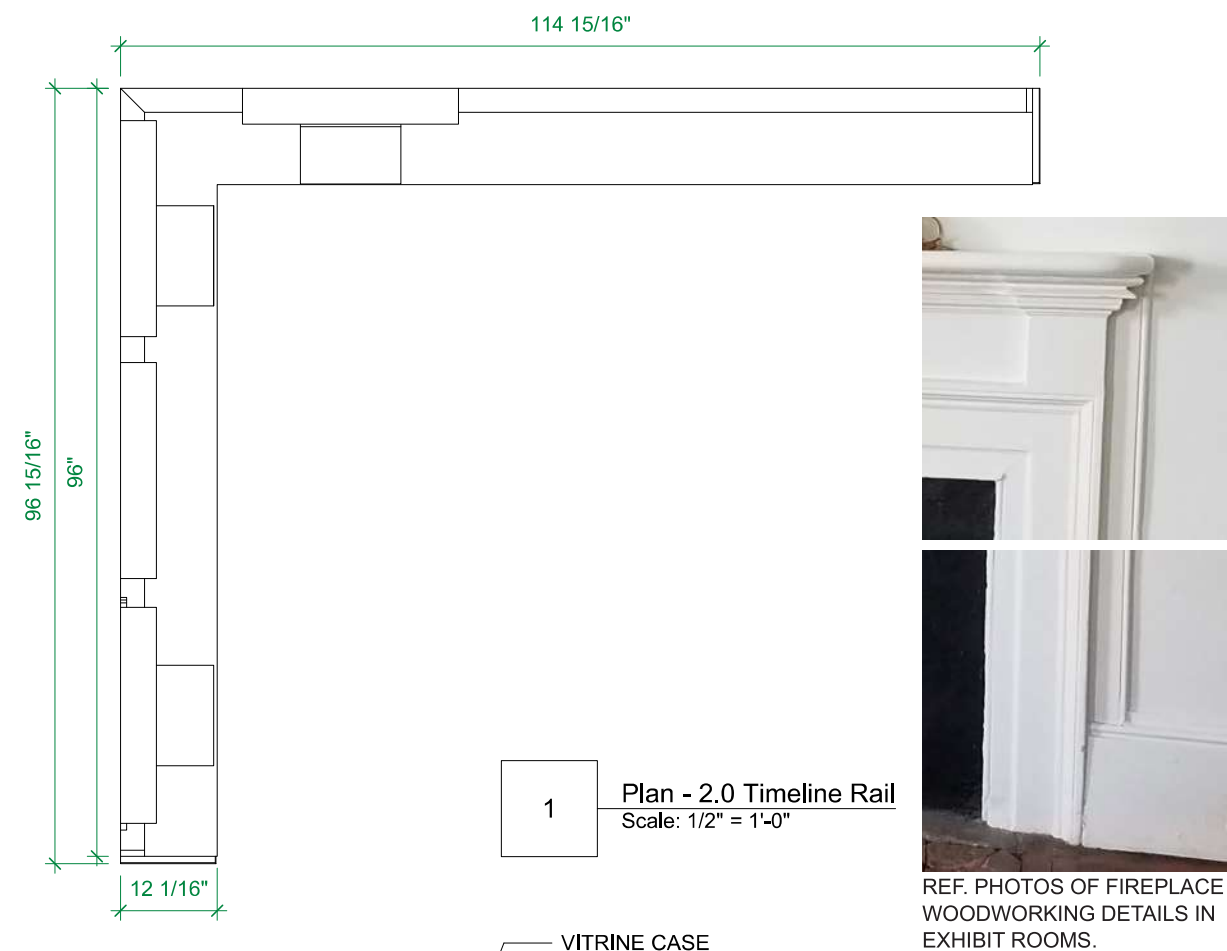 114 15/16"
96 15/16"
96"
12 1/16"
1
Plan - 2.0 Timeline Rail
Scale: 1/2" = 1'-0"
REF. PHOTOS OF FIREPLACE
WOODWORKING DETAILS IN
EXHIBIT ROOMS.
VITRINE CASE